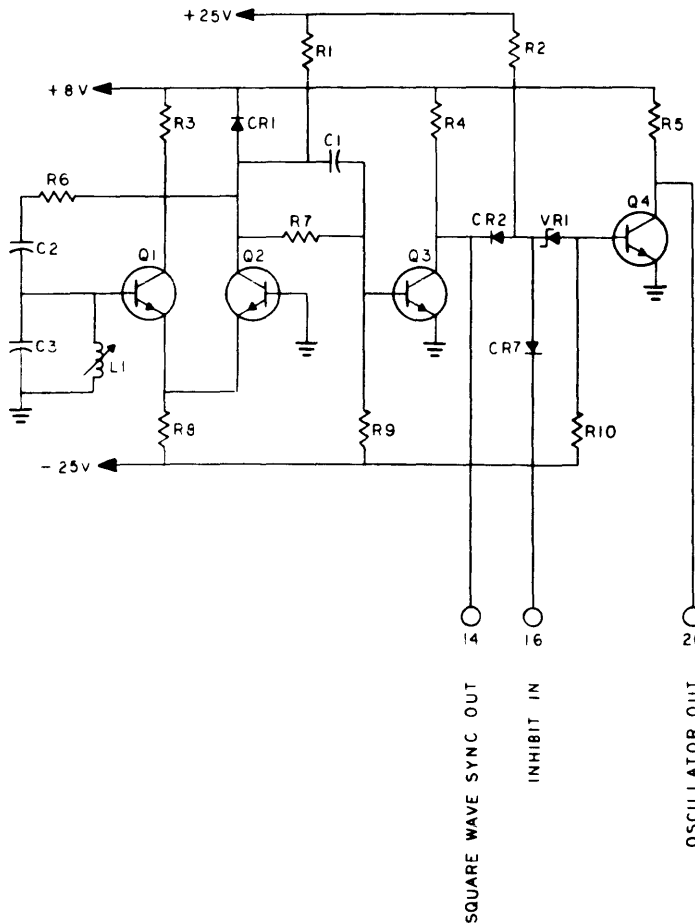 +25V
R1
R2
+8V
R3
CR1
C1
R4
R5
R6
R7
CR2
VR1
Q4
C2
Q1
Q2
Q3
C3
L1
CR7
R8
R9
R10
-25V
14
16
SQUARE WAVE SYNC OUT
INHIBIT IN
OSCILLATOR OUT